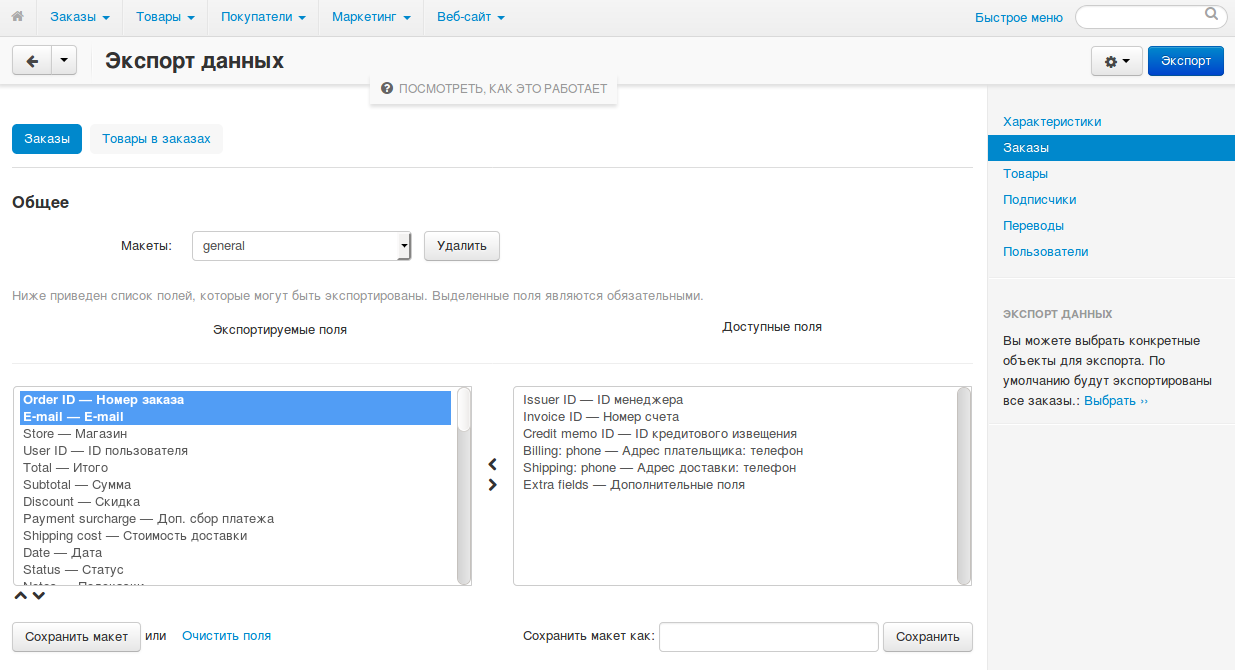 Заказы Товары Покупатели Маркетинг Веб-сайт Быстрое меню
Экспорт данных Экспорт
ПОСМОТРЕТЬ, КАК ЭТО РАБОТАЕТ
Заказы Товары в заказах
Общее
Макеты: general Удалить
Ниже приведен список полей, которые могут быть экспортированы. Выделенные поля являются обязательными.
Экспортируемые поля
Доступные поля
Order ID — Номер заказа
E-mail — E-mail
Store — Магазин
User ID — ID пользователя
Total — Итого
Subtotal — Сумма
Discount — Скидка
Payment surcharge — Доп. сбор платежа
Shipping cost — Стоимость доставки
Date — Дата
Status — Статус
Issuer ID — ID менеджера
Invoice ID — Номер счета
Credit memo ID — ID кредитового извещения
Billing: phone — Адрес плательщика: телефон
Shipping: phone — Адрес доставки: телефон
Extra fields — Дополнительные поля
Сохранить макет или Очистить поля
Сохранить макет как: Сохранить
Характеристики
Заказы
Товары
Подписчики
Переводы
Пользователи
ЭКСПОРТ ДАННЫХ
Вы можете выбрать конкретные
объекты для экспорта. По
умолчанию будут экспортированы
все заказы.: Выбрать ››